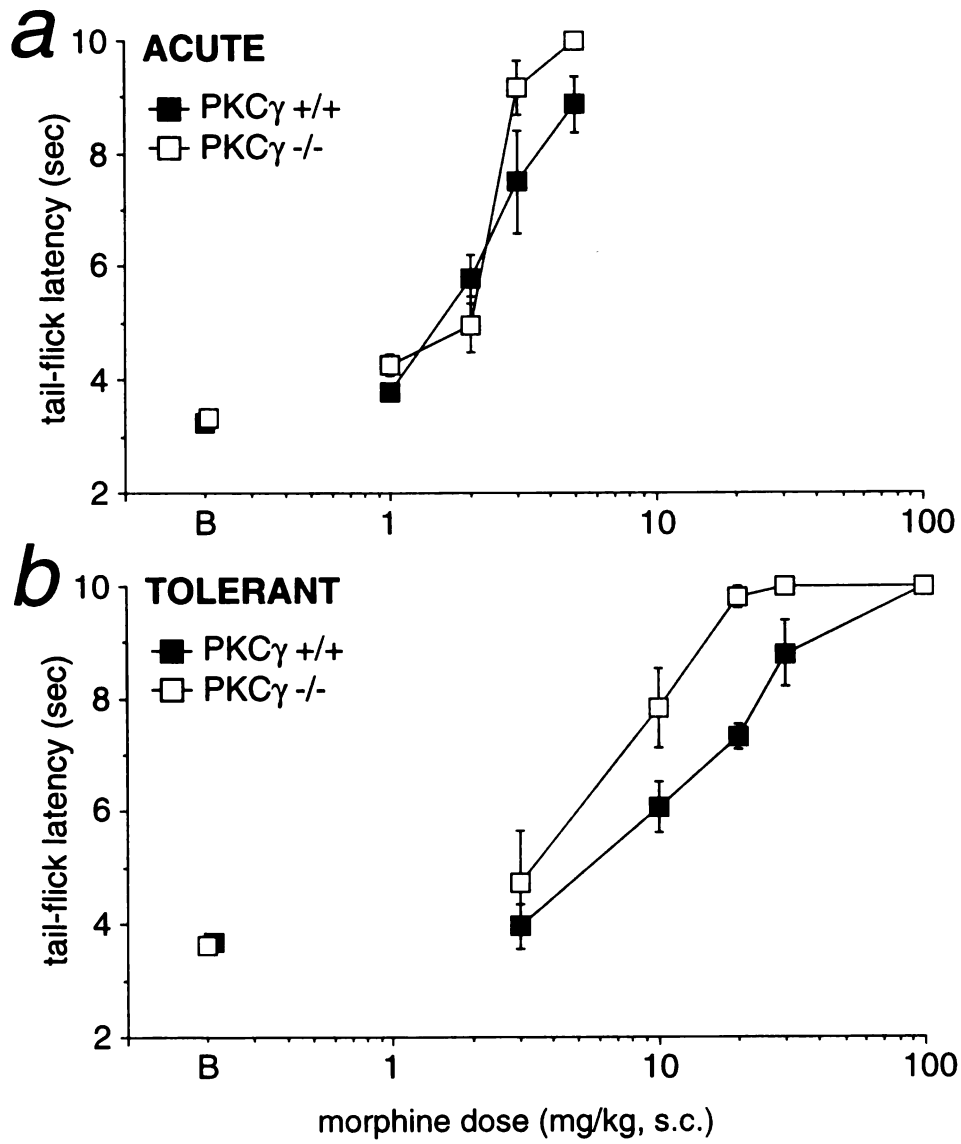 a
ACUTE
PKCγ +/+
PKCγ -/-
tail-flick latency (sec)
10
8
6
4
2
B 1 10 100
b
TOLERANT
PKCγ +/+
PKCγ -/-
tail-flick latency (sec)
10
8
6
4
2
B 1 10 100
morphine dose (mg/kg, s.c.)